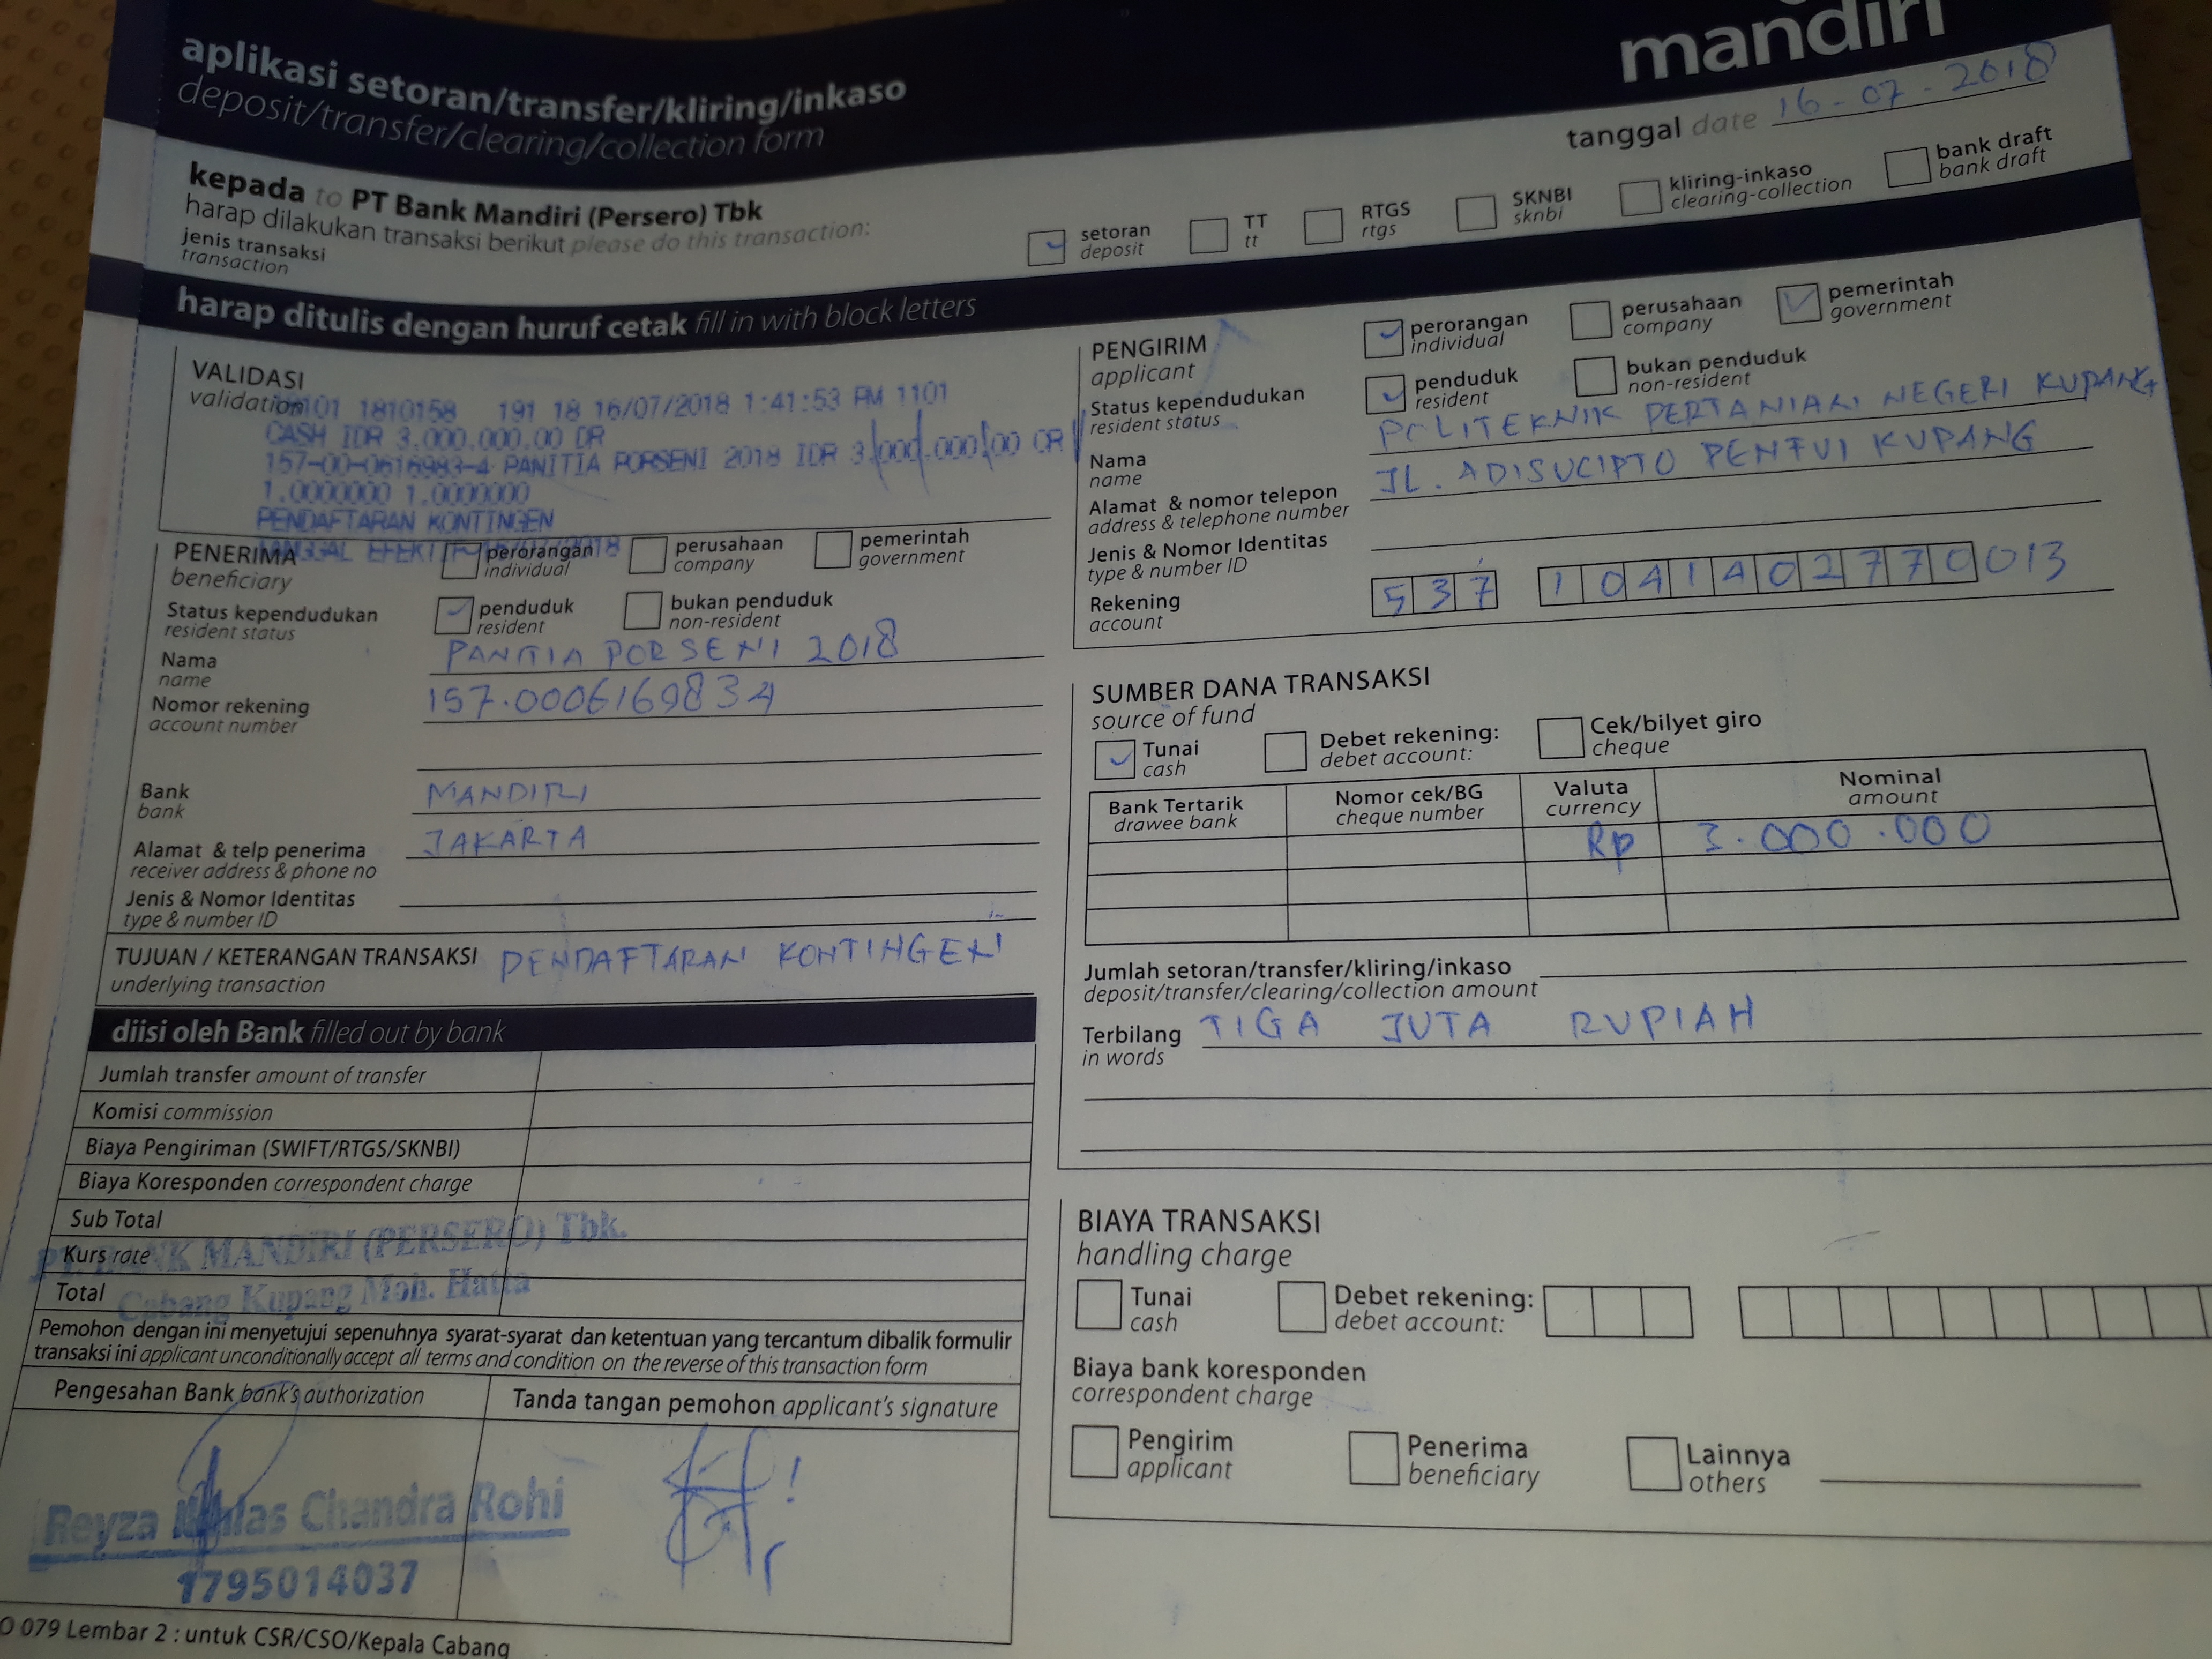 mandiri
aplikasi setoran/transfer/kliring/inkaso
deposit/transfer/clearing/collection form
tanggal date 16-07-2018
kepada to PT Bank Mandiri (Persero) Tbk
harap dilakukan transaksi berikut please do this transaction:
jenis transaksi
transaction
setoran
deposit
TT
tt
RTGS
rtgs
SKNBI
sknbi
kliring-inkaso
clearing-collection
bank draft
bank draft
harap ditulis dengan huruf cetak fill in with block letters
VALIDASI
validation
1810158 191 18 16/07/2018 1:41:53 PM 1101
CASH IDR 3.000.000.00 DR
157-00-0616983-4 PANITIA PORSENI 2018 IDR 3.000.000.00 CR
1.0000000 1.0000000
PENDAFTARAN KONTINGEN
PENERIMA
beneficiary
perorangan
individual
perusahaan
company
pemerintah
government
Status kependudukan
resident status
penduduk
resident
bukan penduduk
non-resident
Nama
name
PANITIA PORSENI 2018
Nomor rekening
account number
157.0006169834
Bank
bank
MANDIRI
Alamat & telp penerima
receiver address & phone no
JAKARTA
Jenis & Nomor Identitas
type & number ID
TUJUAN / KETERANGAN TRANSAKSI PENDAFTARAN KONTINGEN
underlying transaction
diisi oleh Bank filled out by bank
Jumlah transfer amount of transfer
Komisi commission
Biaya Pengiriman (SWIFT/RTGS/SKNBI)
Biaya Koresponden correspondent charge
Sub Total
Kurs rate
Total
PT. BANK MANDIRI (PERSERO) Tbk.
Cabang Kupang Moh. Hatta
Pemohon dengan ini menyetujui sepenuhnya syarat-syarat dan ketentuan yang tercantum dibalik formulir
transaksi ini applicant unconditionally accept all terms and condition on the reverse of this transaction form
Pengesahan Bank bank's authorization
Tanda tangan pemohon applicant's signature
Reyza Chandra Rohi
1795014037
079 Lembar 2 : untuk CSR/CSO/Kepala Cabang
PENGIRIM
applicant
perorangan
individual
perusahaan
company
pemerintah
government
Status kependudukan
resident status
penduduk
resident
bukan penduduk
non-resident
Nama
name
POLITEKNIK PERTANIAN NEGERI KUPANG
Alamat & nomor telepon
address & telephone number
JL. ADISUCIPTO PENFUI KUPANG
Jenis & Nomor Identitas
type & number ID
Rekening
account
537 1041402770013
SUMBER DANA TRANSAKSI
source of fund
Tunai
cash
Debet rekening:
debet account:
Cek/bilyet giro
cheque
Bank Tertarik
drawee bank
Nomor cek/BG
cheque number
Valuta
currency
Nominal
amount
Rp 3.000.000
Jumlah setoran/transfer/kliring/inkaso
deposit/transfer/clearing/collection amount
Terbilang TIGA JUTA RUPIAH
in words
BIAYA TRANSAKSI
handling charge
Tunai
cash
Debet rekening:
debet account:
Biaya bank koresponden
correspondent charge
Pengirim
applicant
Penerima
beneficiary
Lainnya
others